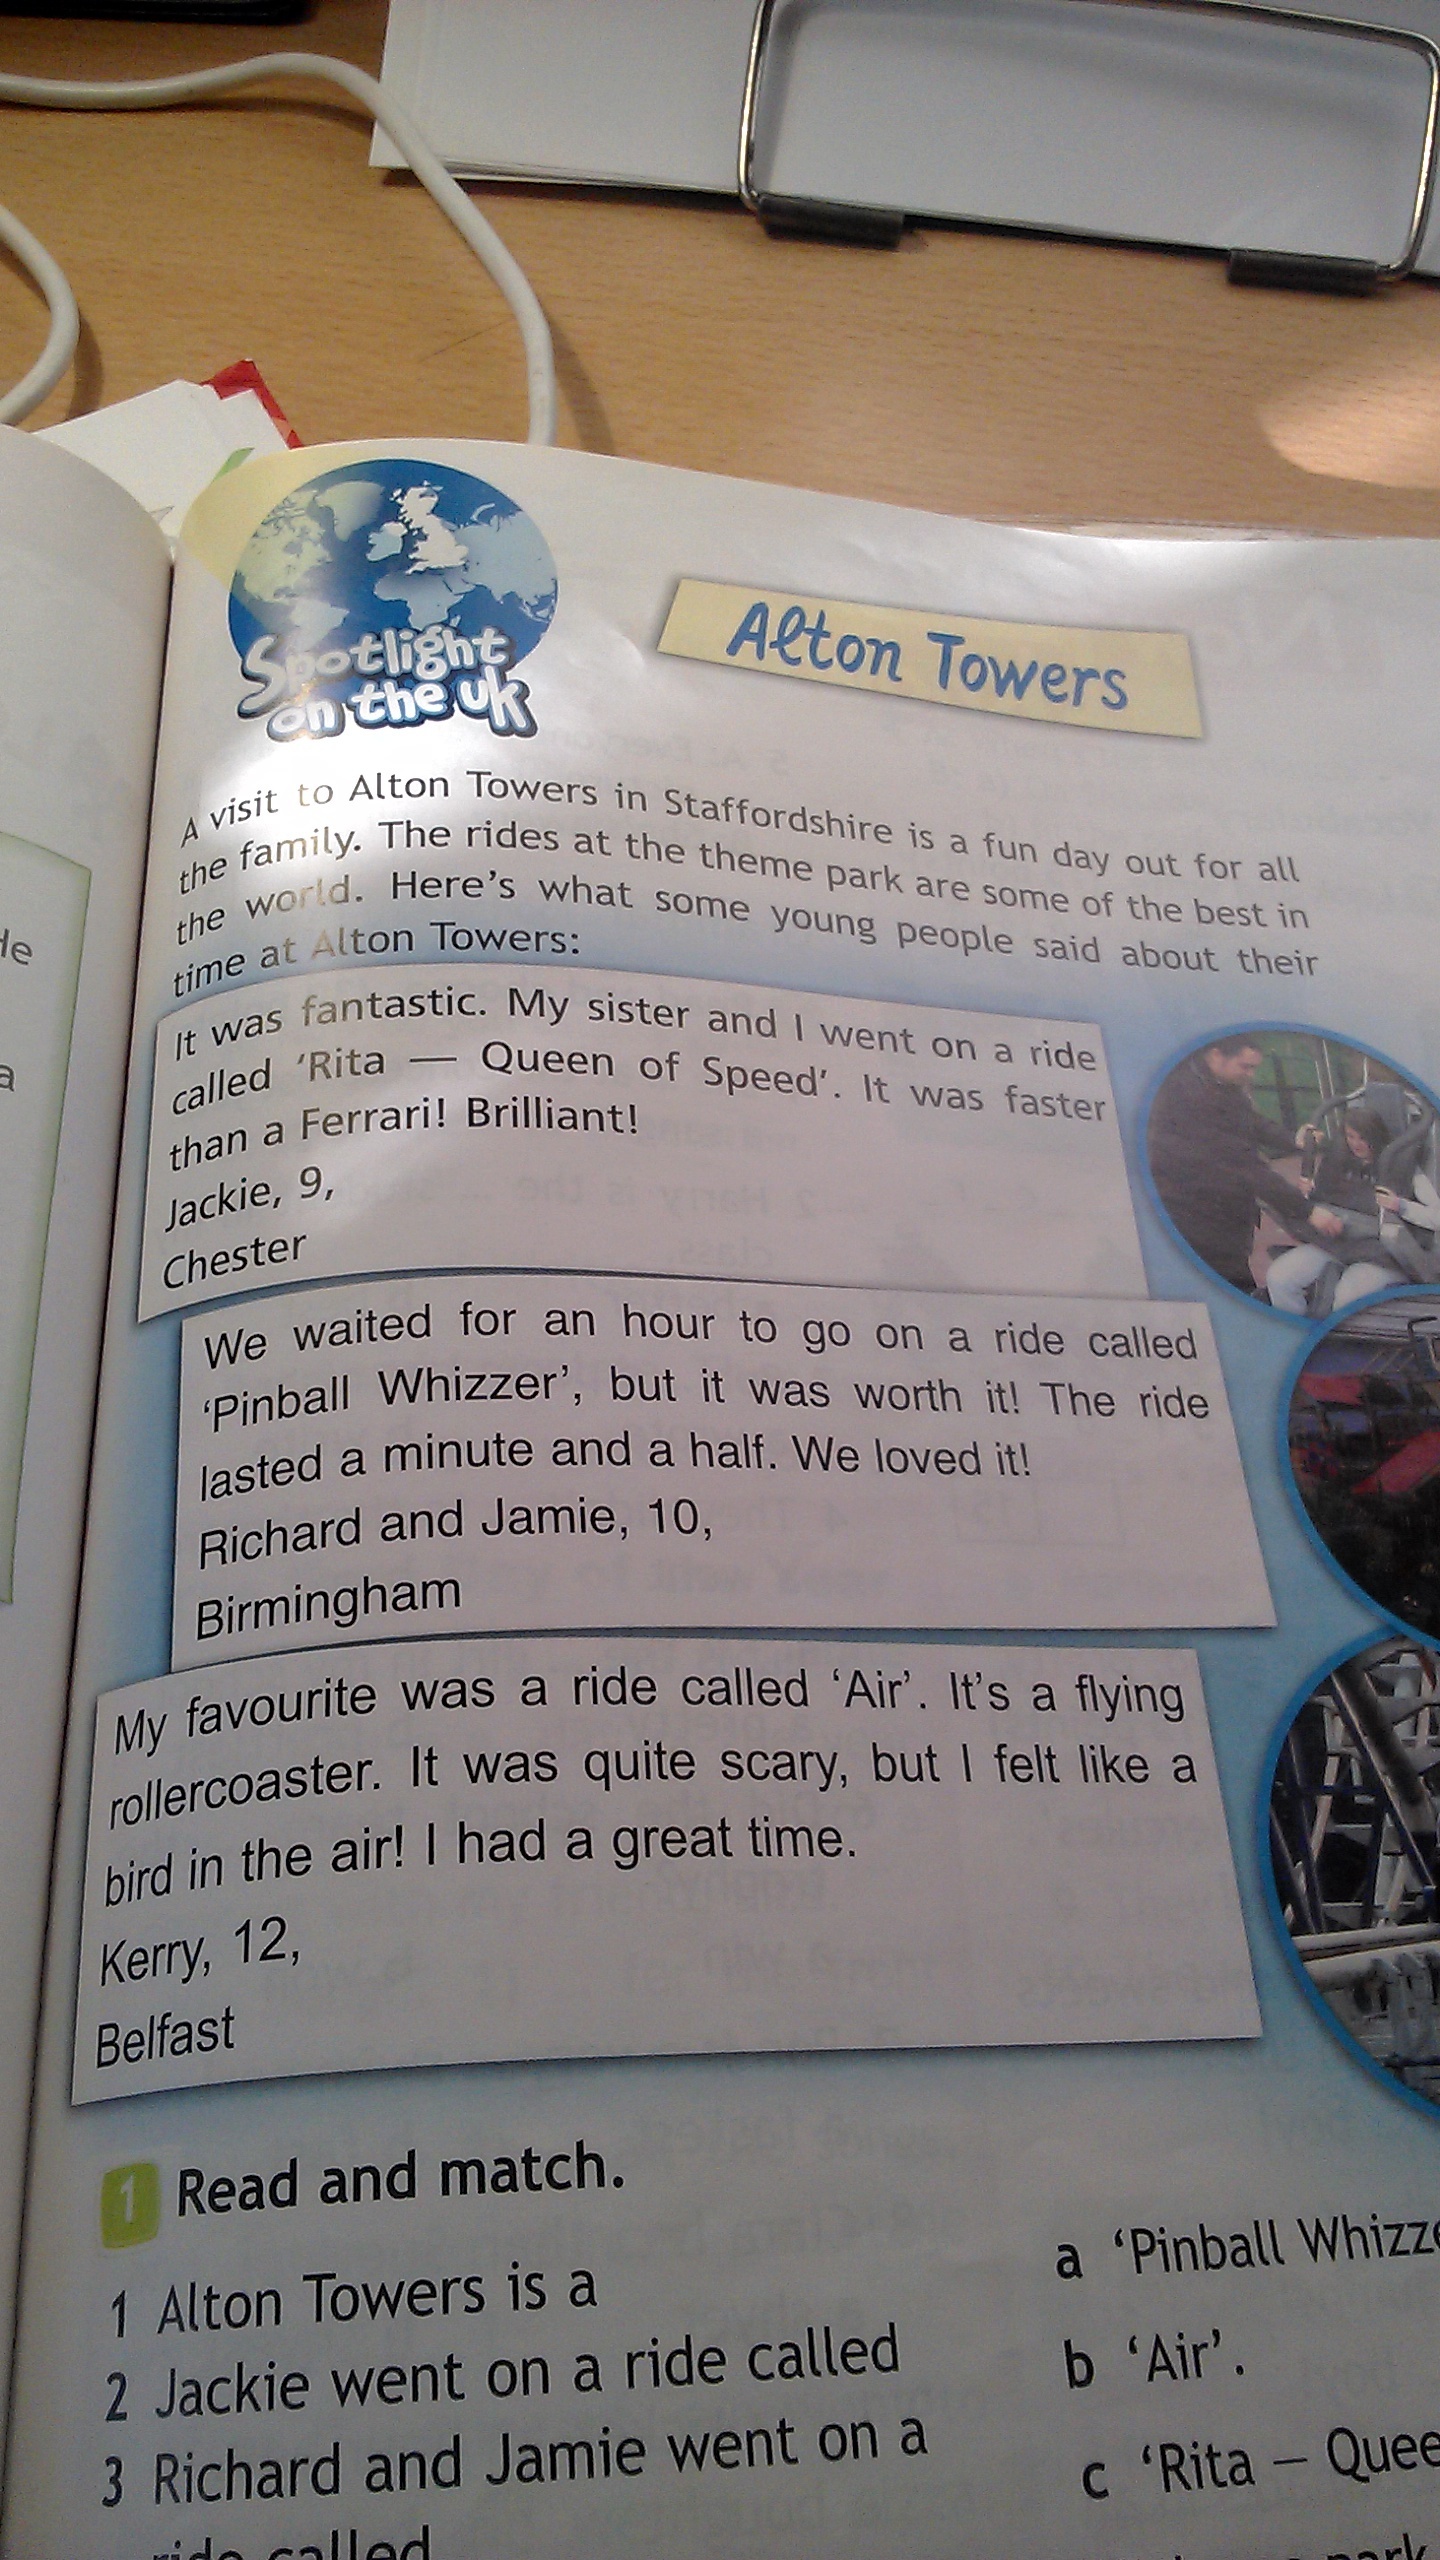 Spotlight
on the UK
Alton Towers
A visit to Alton Towers in Staffordshire is a fun day out for all
the family. The rides at the theme park are some of the best in
the world. Here's what some young people said about their
time at Alton Towers:
It was fantastic. My sister and I went on a ride
called 'Rita — Queen of Speed'. It was faster
than a Ferrari! Brilliant!
Jackie, 9,
Chester
We waited for an hour to go on a ride called
'Pinball Whizzer', but it was worth it! The ride
lasted a minute and a half. We loved it!
Richard and Jamie, 10,
Birmingham
My favourite was a ride called 'Air'. It's a flying
rollercoaster. It was quite scary, but I felt like a
bird in the air! I had a great time.
Kerry, 12,
Belfast
1 Read and match.
1 Alton Towers is a
2 Jackie went on a ride called
3 Richard and Jamie went on a
ride called
a 'Pinball Whizze
b 'Air'.
c 'Rita – Quee
park